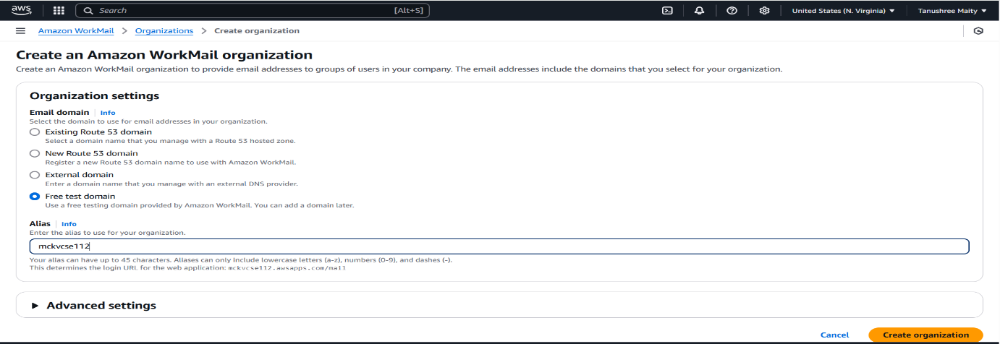 aws Search [Alt+S] United States (N. Virginia) Tanushree Maity
Amazon WorkMail > Organizations > Create organization
Create an Amazon WorkMail organization
Create an Amazon WorkMail organization to provide email addresses to groups of users in your company. The email addresses include the domains that you select for your organization.
Organization settings
Email domain | Info
Select the domain to use for email addresses in your organization.
Existing Route 53 domain
Select a domain name that you manage with a Route 53 hosted zone.
New Route 53 domain
Register a new Route 53 domain name to use with Amazon WorkMail.
External domain
Enter a domain name that you manage with an external DNS provider.
Free test domain
Use a free testing domain provided by Amazon WorkMail. You can add a domain later.
Alias | Info
Enter the alias to use for your organization.
mckvcse112
Your alias can have up to 45 characters. Aliases can only include lowercase letters (a-z), numbers (0-9), and dashes (-).
This determines the login URL for the web application: mckvcse112.awsapps.com/mail
Advanced settings
Cancel Create organization